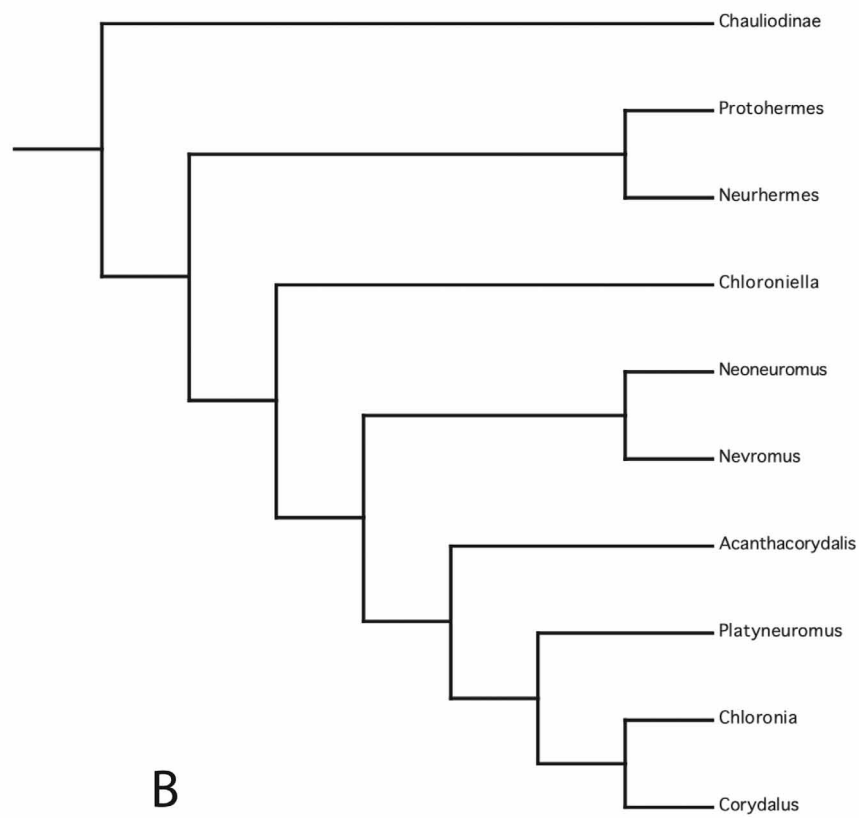 Chauliodinae
Protohermes
Neurhermes
Chloroniella
Neoneuromus
Nevromus
Acanthacorydalis
Platyneuromus
Chloronia
Corydalus
B